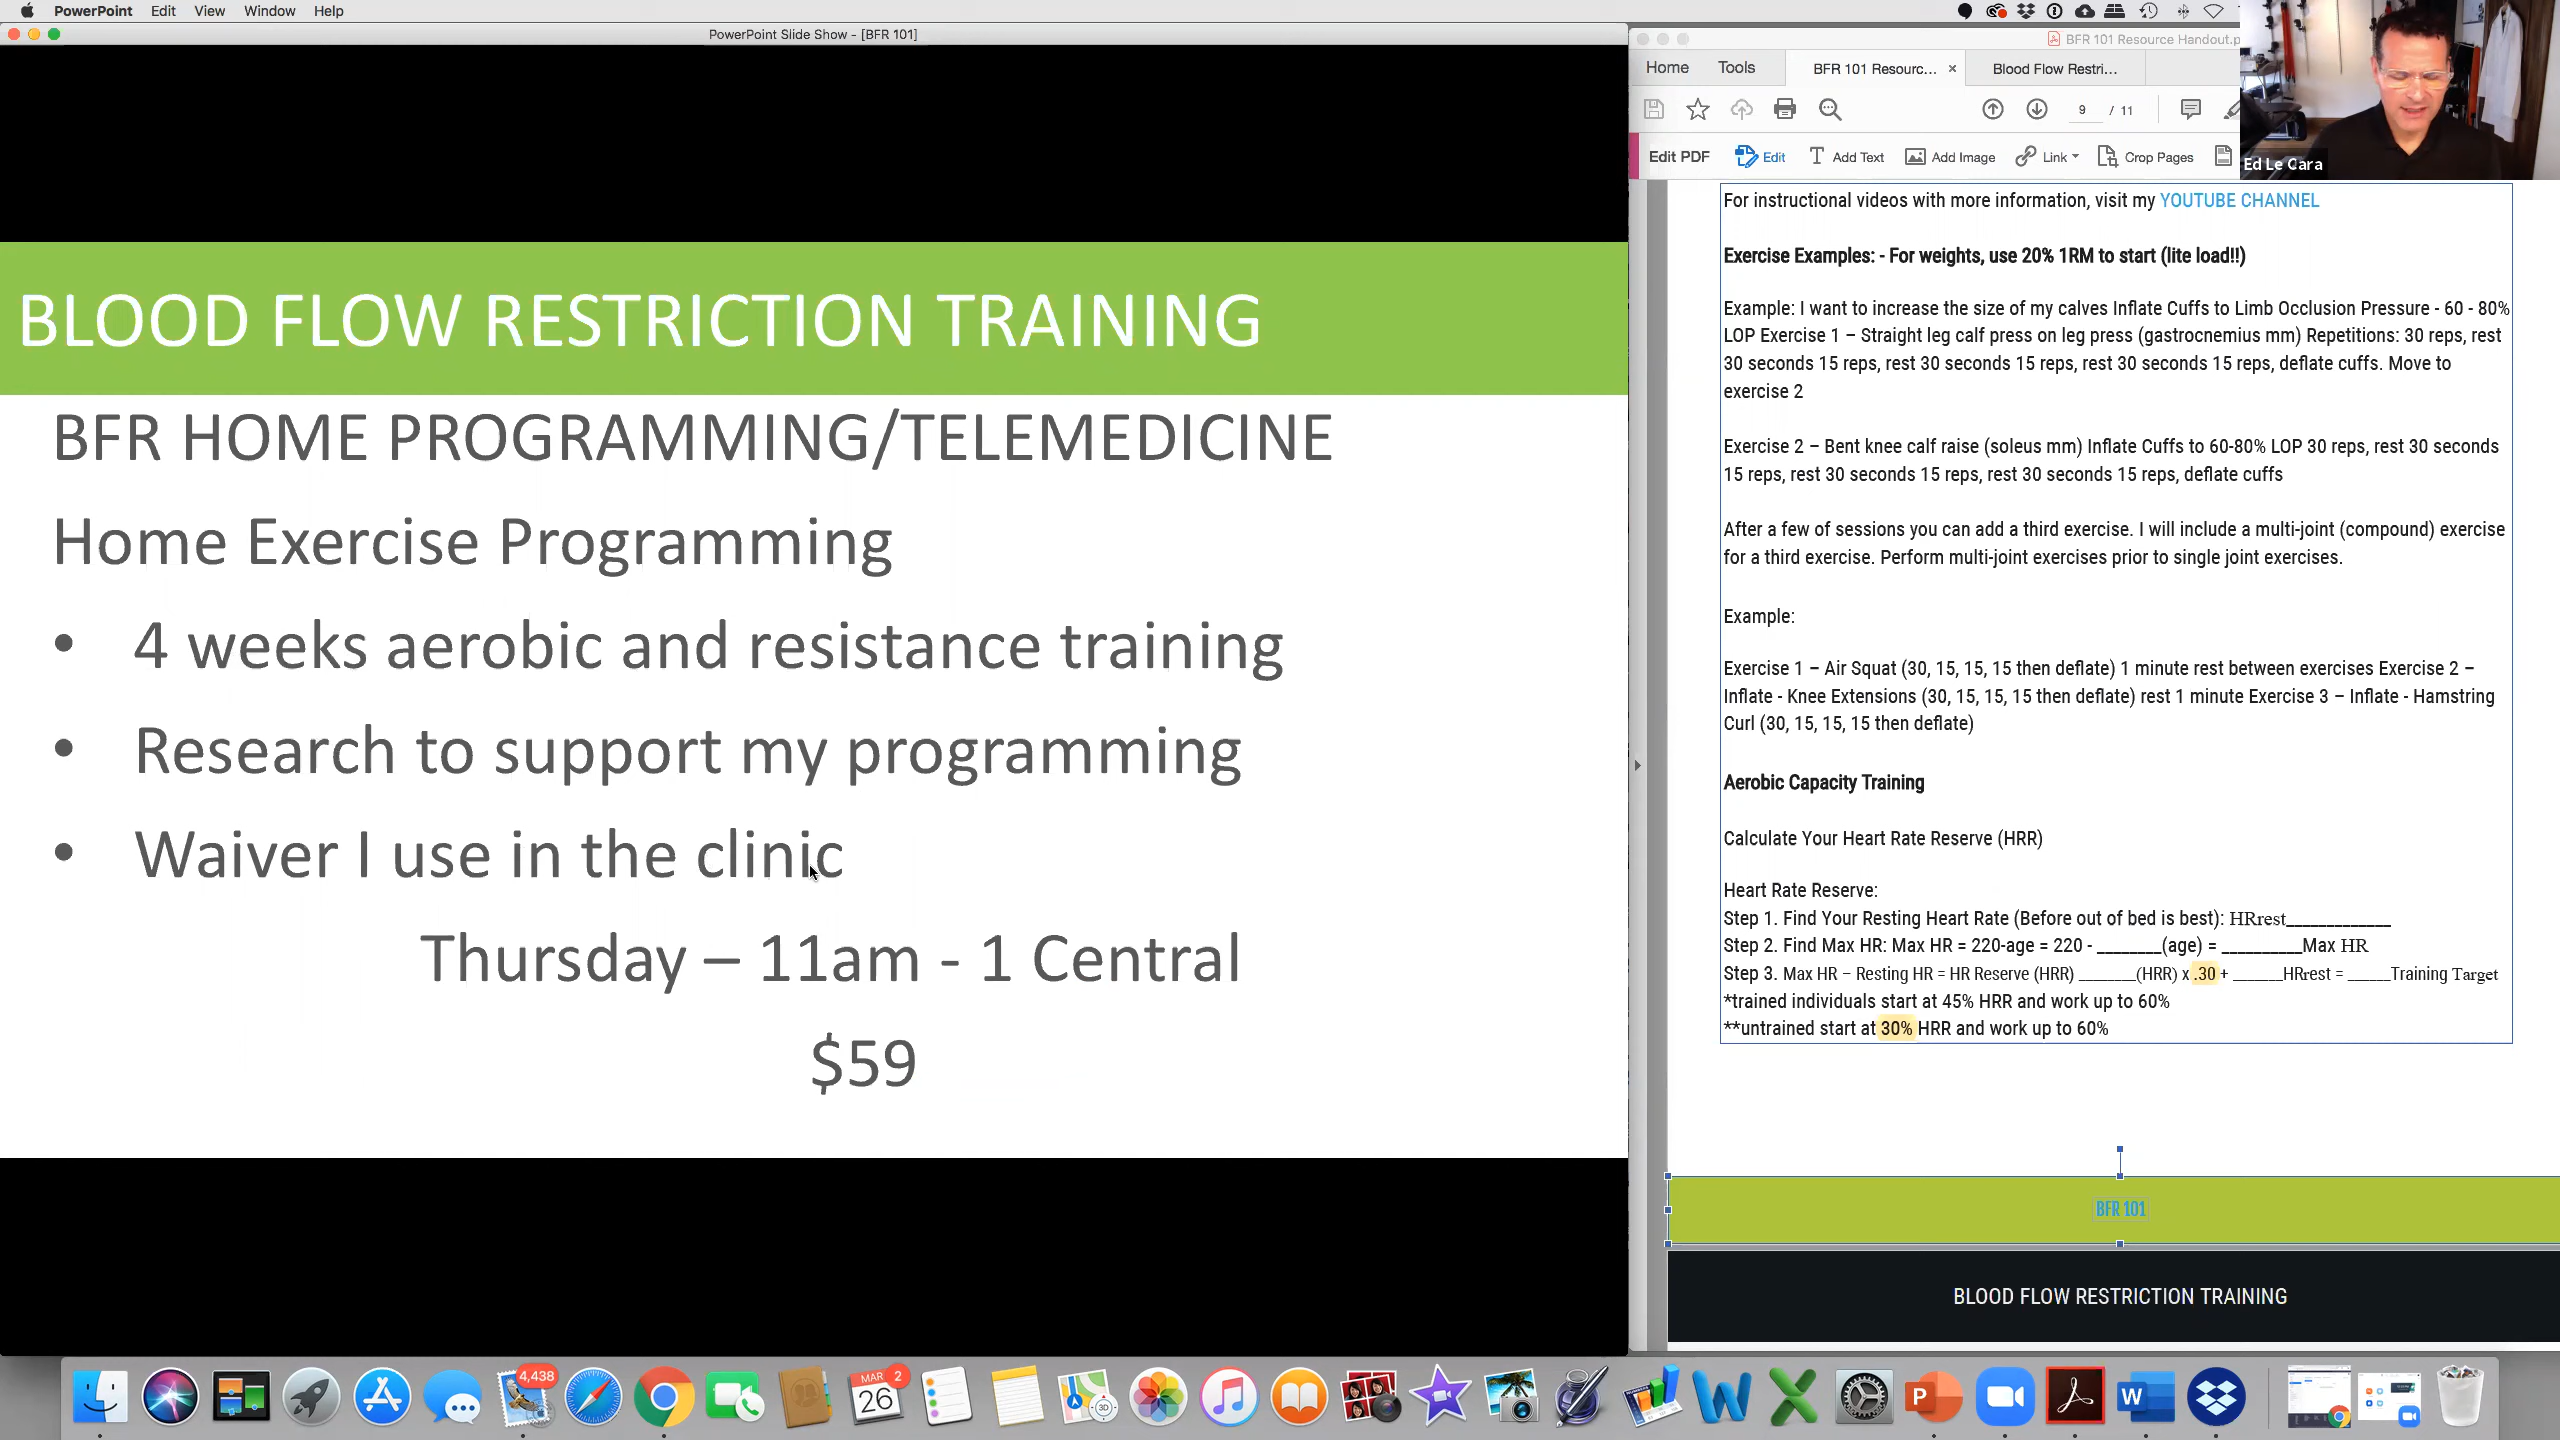 PowerPoint Edit View Window Help
PowerPoint Slide Show - [BFR 101]
BLOOD FLOW RESTRICTION TRAINING
BFR HOME PROGRAMMING/TELEMEDICINE
Home Exercise Programming
• 4 weeks aerobic and resistance training
• Research to support my programming
• Waiver I use in the clinic
Thursday – 11am - 1 Central
$59
BFR 101 Resource Handout.p
Home Tools BFR 101 Resourc... × Blood Flow Restri...
9 / 11
Edit PDF Edit Add Text Add Image Link Crop Pages
Ed Le Cara
For instructional videos with more information, visit my YOUTUBE CHANNEL
Exercise Examples: - For weights, use 20% 1RM to start (lite load!!)
Example: I want to increase the size of my calves Inflate Cuffs to Limb Occlusion Pressure - 60 - 80%
LOP Exercise 1 – Straight leg calf press on leg press (gastrocnemius mm) Repetitions: 30 reps, rest
30 seconds 15 reps, rest 30 seconds 15 reps, rest 30 seconds 15 reps, deflate cuffs. Move to
exercise 2
Exercise 2 – Bent knee calf raise (soleus mm) Inflate Cuffs to 60-80% LOP 30 reps, rest 30 seconds
15 reps, rest 30 seconds 15 reps, rest 30 seconds 15 reps, deflate cuffs
After a few of sessions you can add a third exercise. I will include a multi-joint (compound) exercise
for a third exercise. Perform multi-joint exercises prior to single joint exercises.
Example:
Exercise 1 – Air Squat (30, 15, 15, 15 then deflate) 1 minute rest between exercises Exercise 2 –
Inflate - Knee Extensions (30, 15, 15, 15 then deflate) rest 1 minute Exercise 3 – Inflate - Hamstring
Curl (30, 15, 15, 15 then deflate)
Aerobic Capacity Training
Calculate Your Heart Rate Reserve (HRR)
Heart Rate Reserve:
Step 1. Find Your Resting Heart Rate (Before out of bed is best): HRrest_____________
Step 2. Find Max HR: Max HR = 220-age = 220 - _______(age) = _________Max HR
Step 3. Max HR – Resting HR = HR Reserve (HRR) _______(HRR) x .30 + ______HRrest = _____Training Target
*trained individuals start at 45% HRR and work up to 60%
**untrained start at 30% HRR and work up to 60%
BFR 101
BLOOD FLOW RESTRICTION TRAINING
4,438
MAR 2
26
3D
P
W